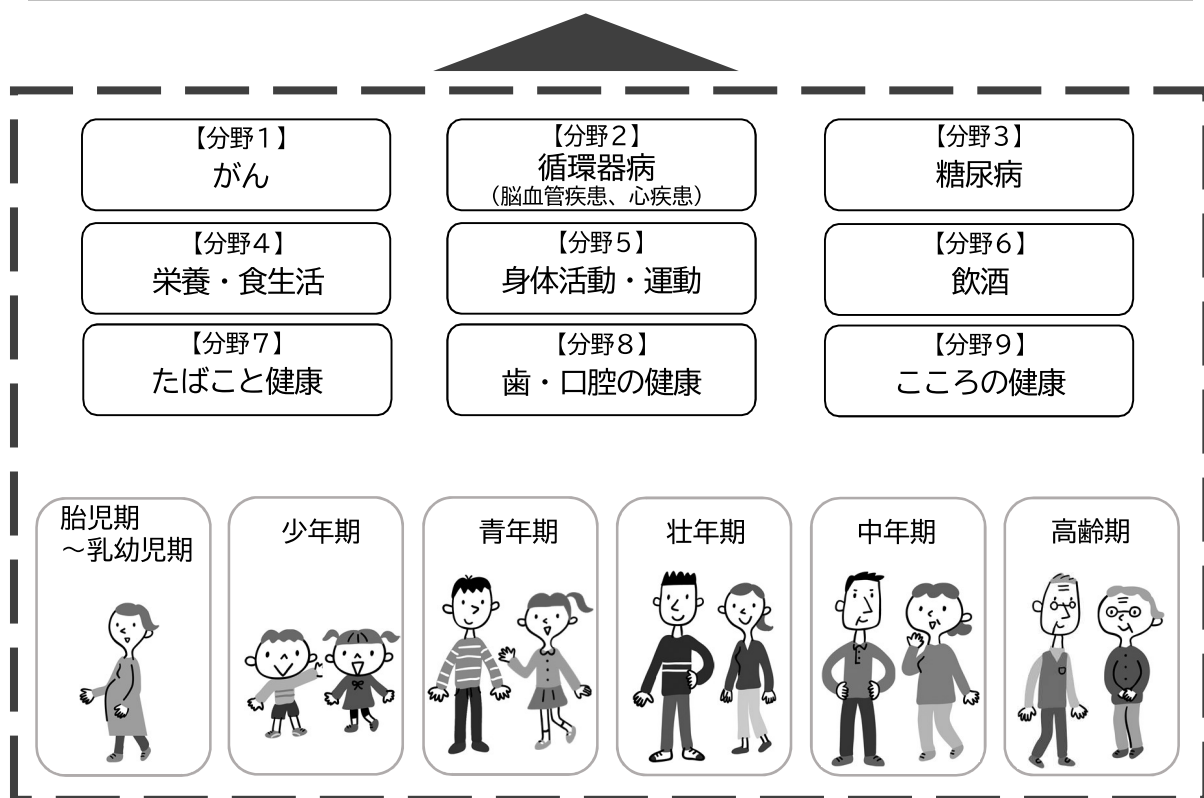 【分野1】
がん
【分野2】
循環器病
（脳血管疾患、心疾患）
【分野3】
糖尿病
【分野4】
栄養・食生活
【分野5】
身体活動・運動
【分野6】
飲酒
【分野7】
たばこと健康
【分野8】
歯・口腔の健康
【分野9】
こころの健康
胎児期
～乳幼児期
少年期
青年期
壮年期
中年期
高齢期